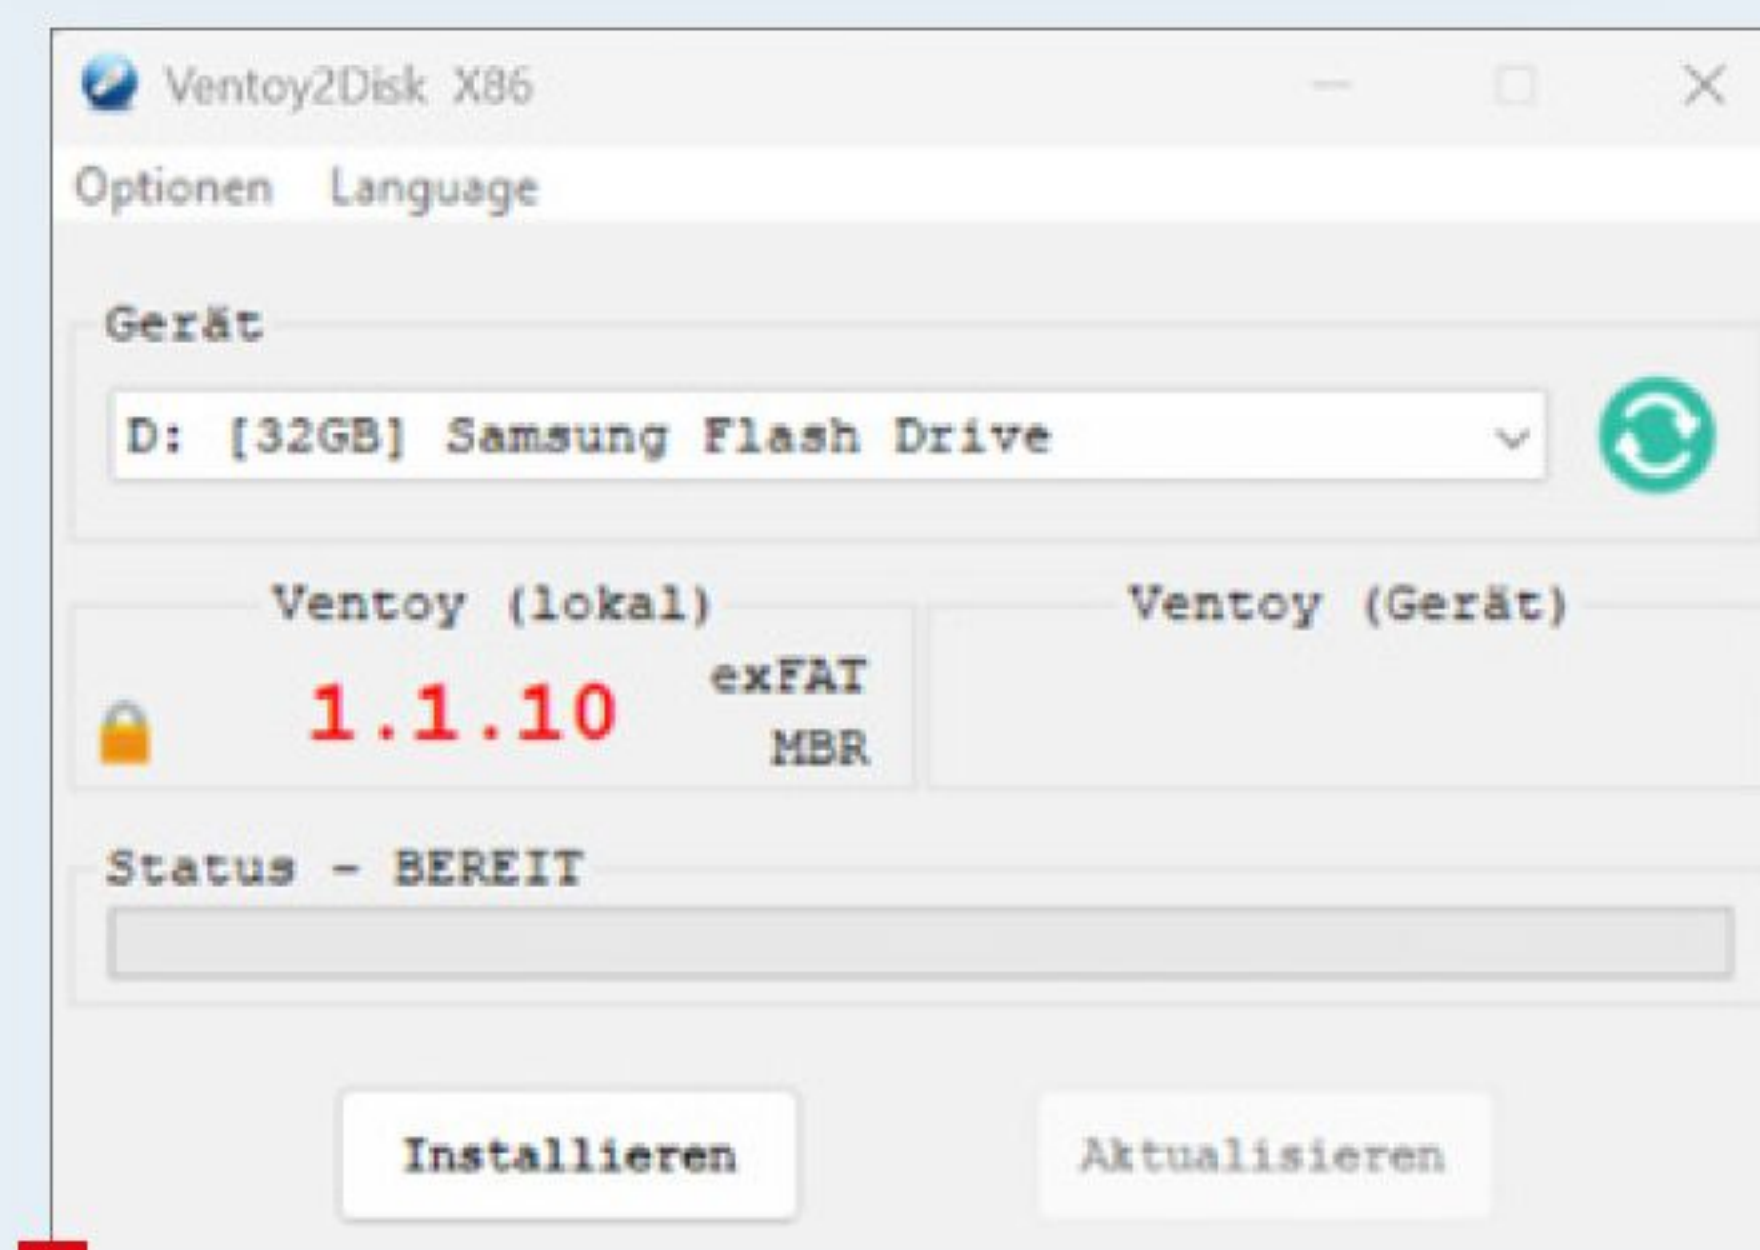 Ventoy2Disk X86
Optionen Language
Gerät
D: [32GB] Samsung Flash Drive
Ventoy (lokal) Ventoy (Gerät)
1.1.10 exFAT
MBR
Status - BEREIT
Installieren Aktualisieren